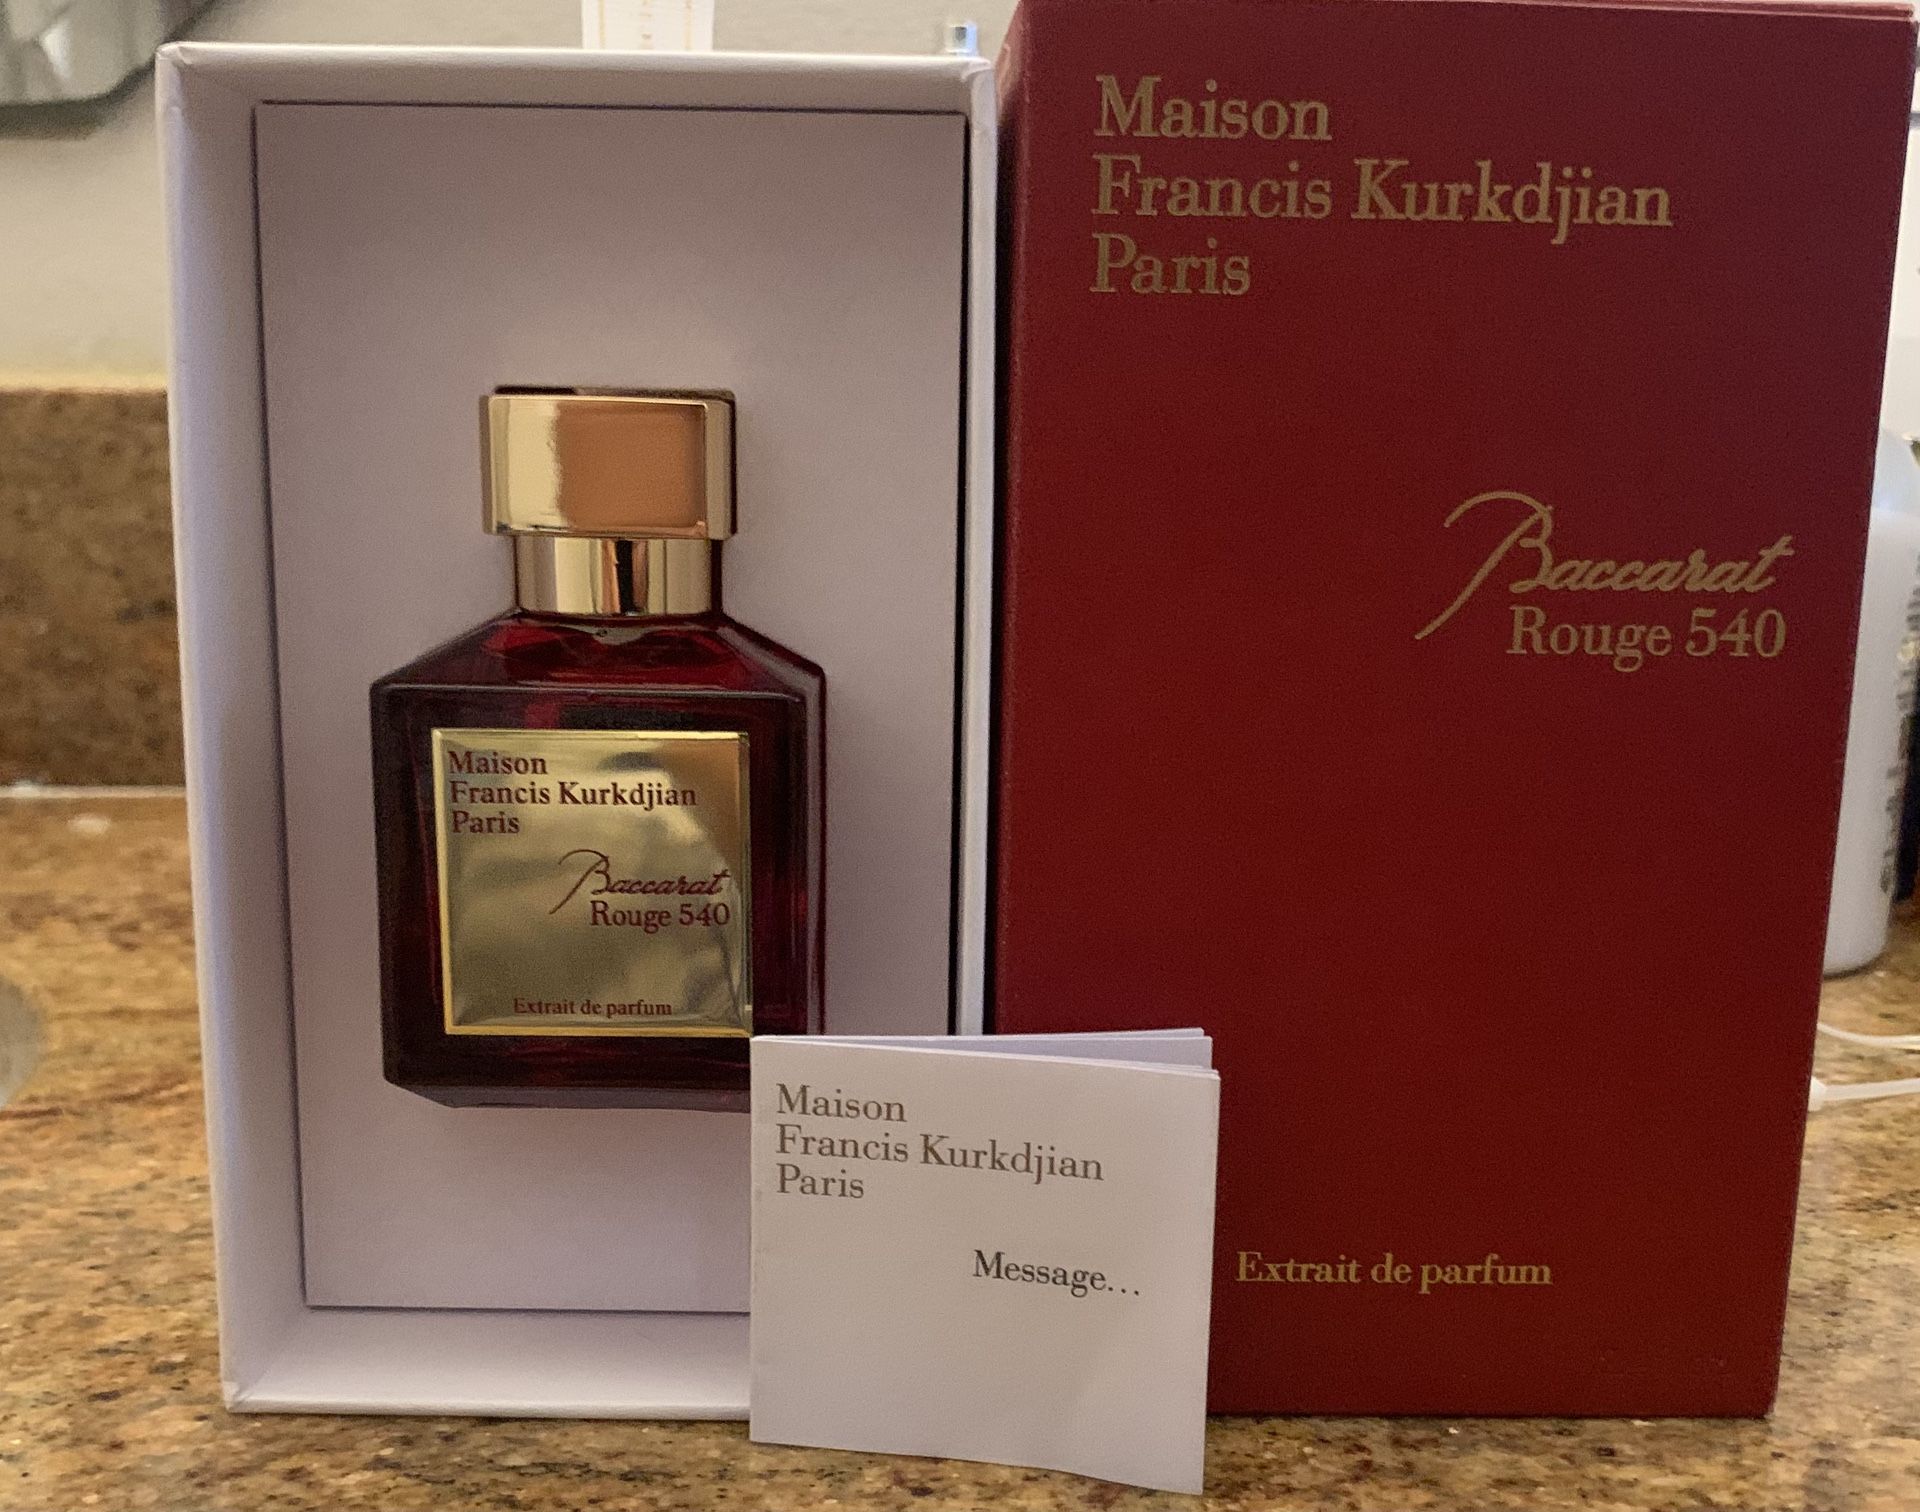 Maison
Francis Kurkdjian
Paris
Baccarat
Rouge 540
Extrait de parfum
Maison
Francis Kurkdjian
Paris
Baccarat
Rouge 540
Extrait de parfum
Maison
Francis Kurkdjian
Paris
Message...